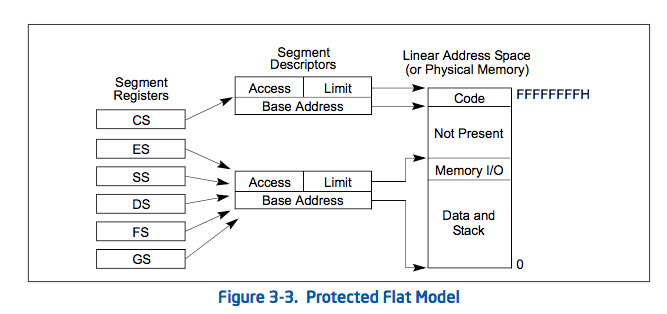 Segment
Registers
CS
ES
SS
DS
FS
GS
Segment
Descriptors
Access
Limit
Base Address
Access
Limit
Base Address
Linear Address Space
(or Physical Memory)
Code
FFFFFFFFH
Not Present
Memory I/O
Data and
Stack
0
Figure 3-3. Protected Flat Model